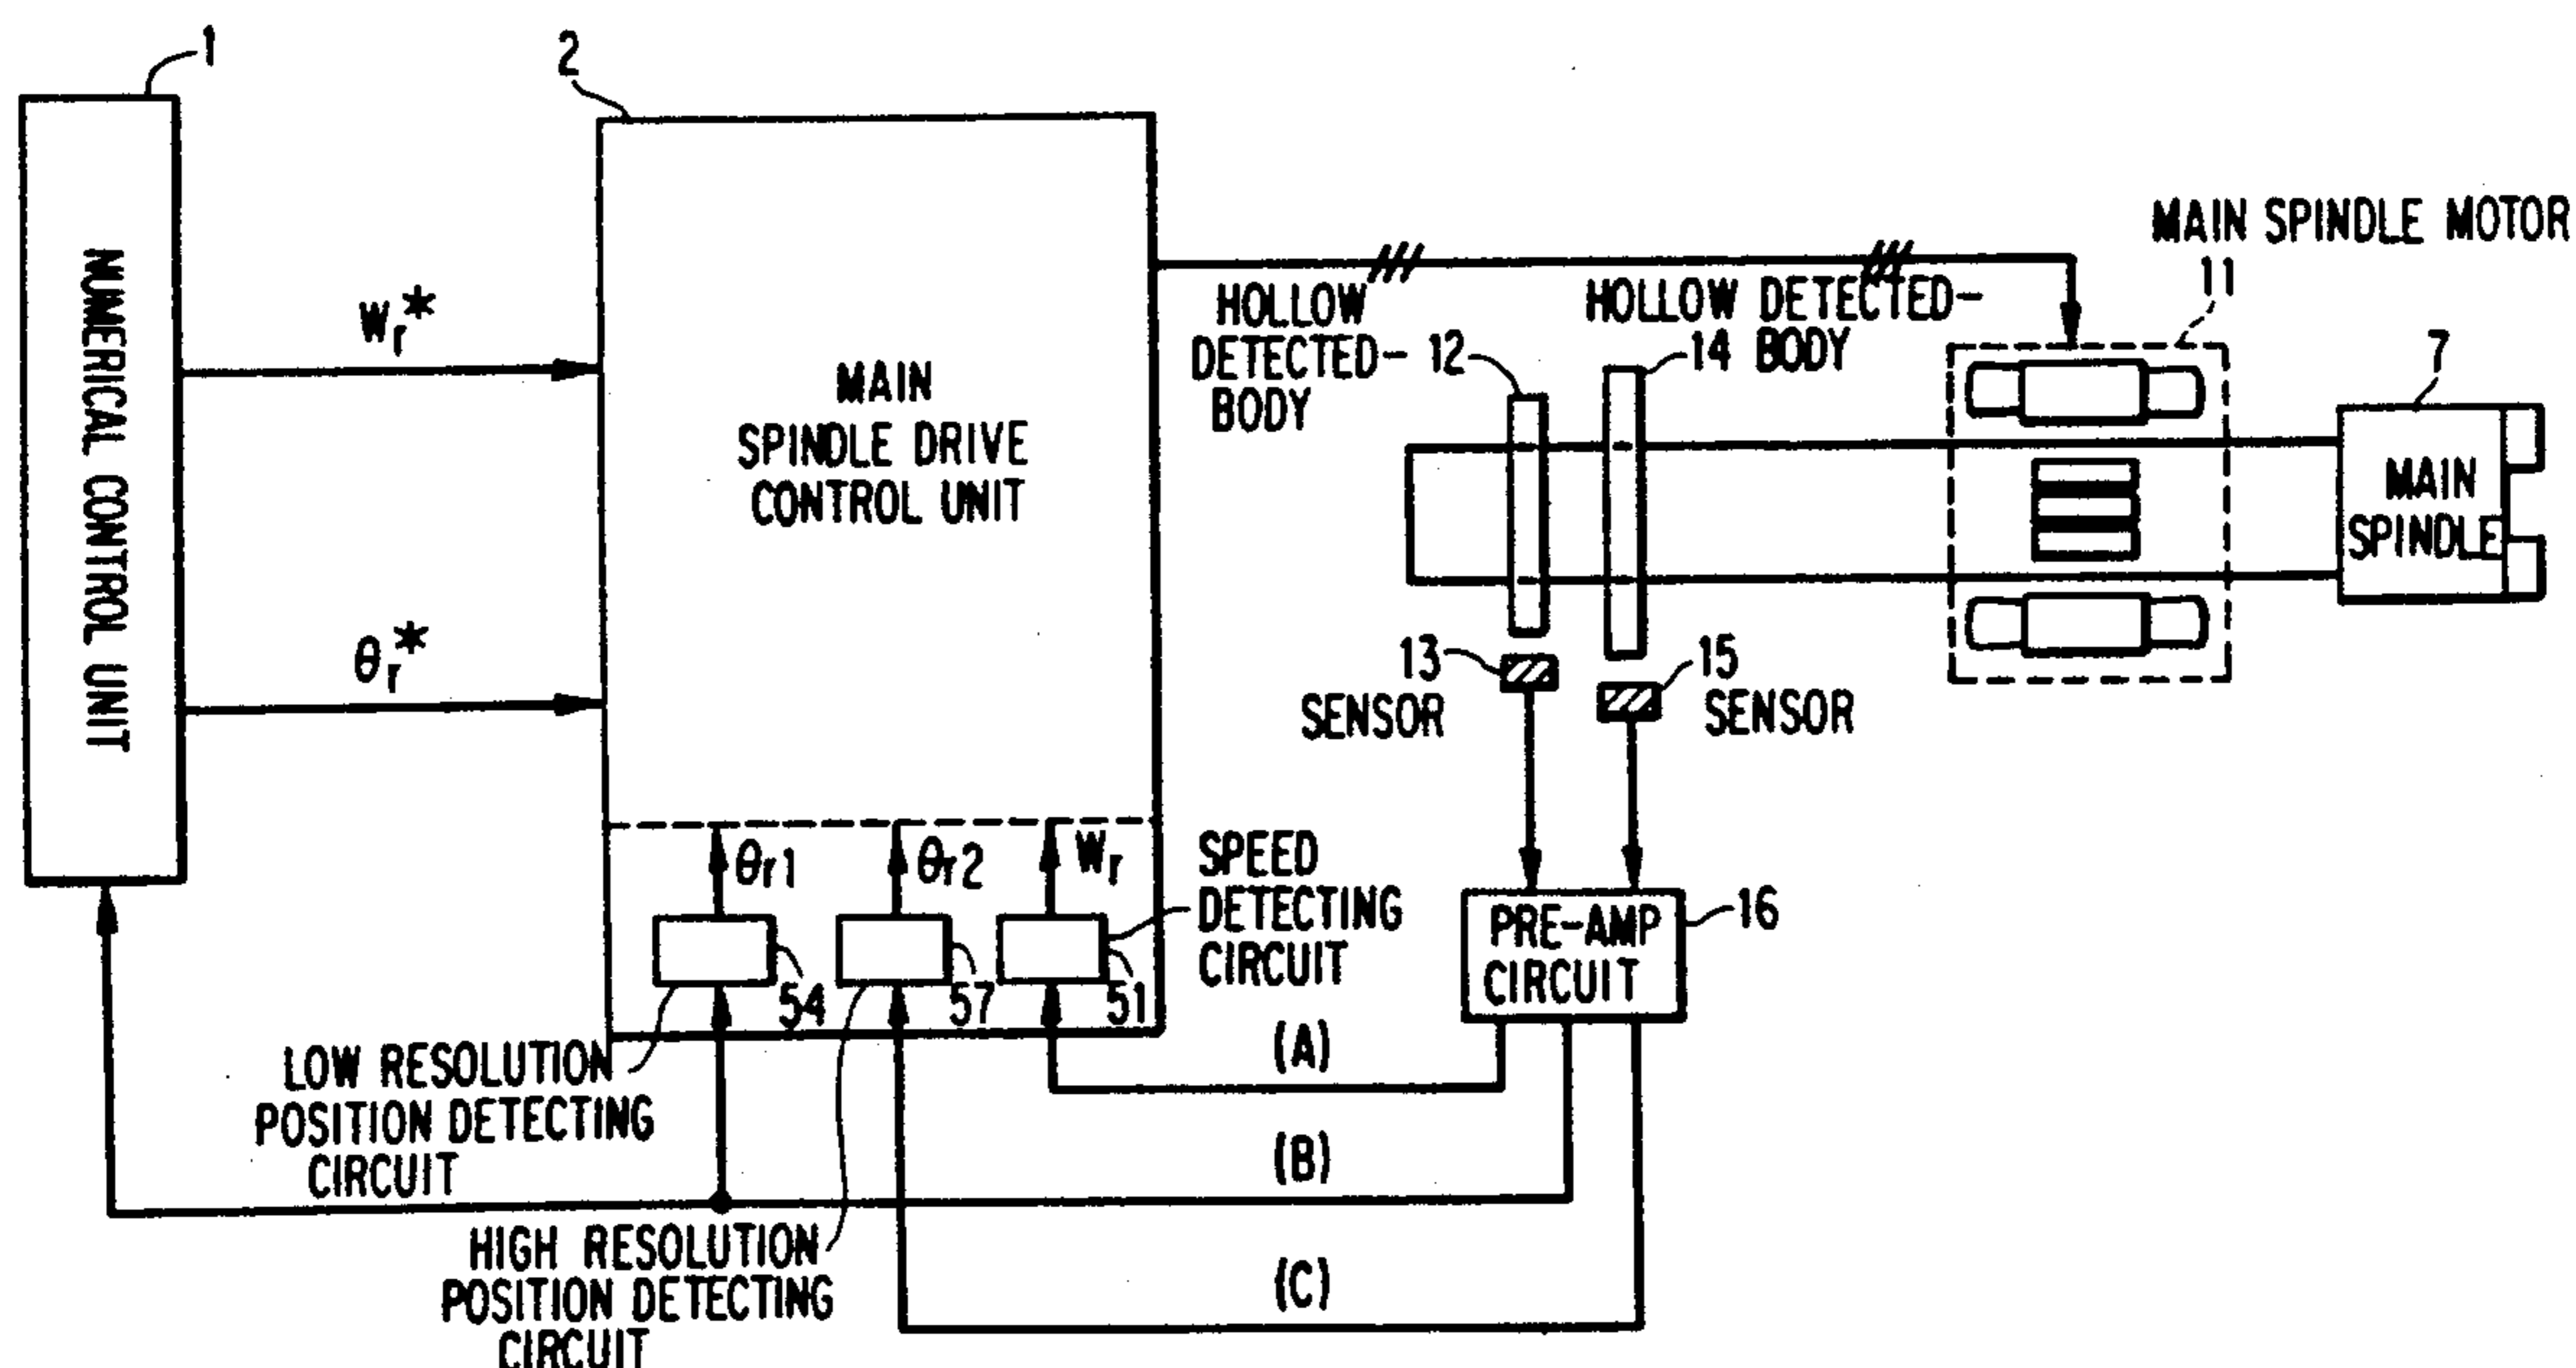 1
2
NUMERICAL CONTROL UNIT
Wr*
θr*
MAIN
SPINDLE DRIVE
CONTROL UNIT
MAIN SPINDLE MOTOR
11
HOLLOW
DETECTED-
BODY
12
HOLLOW DETECTED-
14 BODY
7
MAIN
SPINDLE
13
SENSOR
15
SENSOR
θr1
θr2
Wr
SPEED
DETECTING
CIRCUIT
54
57
51
PRE-AMP
CIRCUIT
16
LOW RESOLUTION
POSITION DETECTING
CIRCUIT
(A)
(B)
HIGH RESOLUTION
POSITION DETECTING
CIRCUIT
(C)